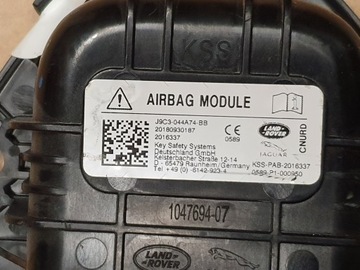 KSS
AIRBAG MODULE
J9C3-044A74-BB
20180930187
2016337
0589
LAND ROVER
JAGUAR
CNURD
Key Safety Systems
Deutschland GmbH
Kelsterbacher Straße 12-14
D - 65479 Raunheim/Germany
Tel +49 (0) -6142-923 4
KSS-PAB-2016337
0589-P1-000950
1047694-07
LAND ROVER